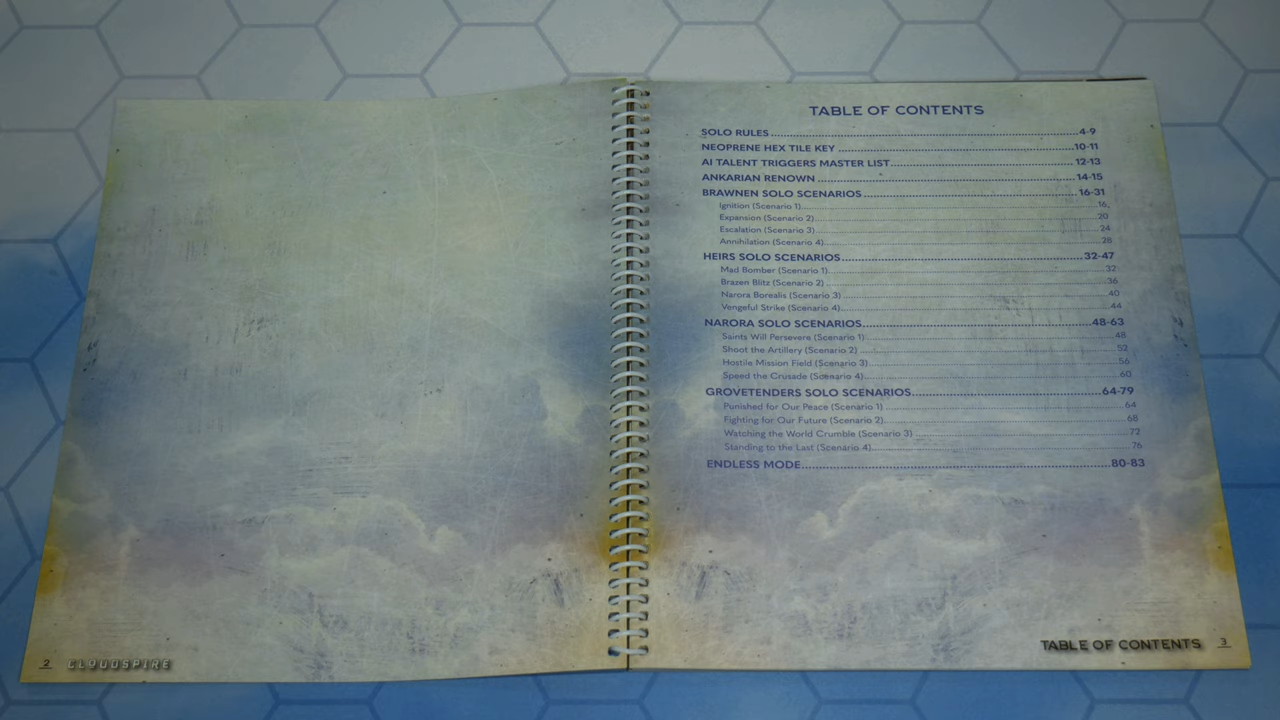 2 CLOUDSPIRE
TABLE OF CONTENTS
SOLO RULES ........ 4-9
NEOPRENE HEX TILE KEY ........ 10-11
AI TALENT TRIGGERS MASTER LIST ........ 12-13
ANKARIAN RENOWN ........ 14-15
BRAWNEN SOLO SCENARIOS ........ 16-31
Ignition (Scenario 1) ........ 16
Expansion (Scenario 2) ........ 20
Escalation (Scenario 3) ........ 24
Annihilation (Scenario 4) ........ 28
HEIRS SOLO SCENARIOS ........ 32-47
Mad Bomber (Scenario 1) ........ 32
Brazen Blitz (Scenario 2) ........ 36
Narora Borealis (Scenario 3) ........ 40
Vengeful Strike (Scenario 4) ........ 44
NARORA SOLO SCENARIOS ........ 48-63
Saints Will Persevere (Scenario 1) ........ 48
Shoot the Artillery (Scenario 2) ........ 52
Hostile Mission Field (Scenario 3) ........ 56
Speed the Crusade (Scenario 4) ........ 60
GROVETENDERS SOLO SCENARIOS ........ 64-79
Punished for Our Peace (Scenario 1) ........ 64
Fighting for Our Future (Scenario 2) ........ 68
Watching the World Crumble (Scenario 3) ........ 72
Standing to the Last (Scenario 4) ........ 76
ENDLESS MODE ........ 80-83
TABLE OF CONTENTS 3